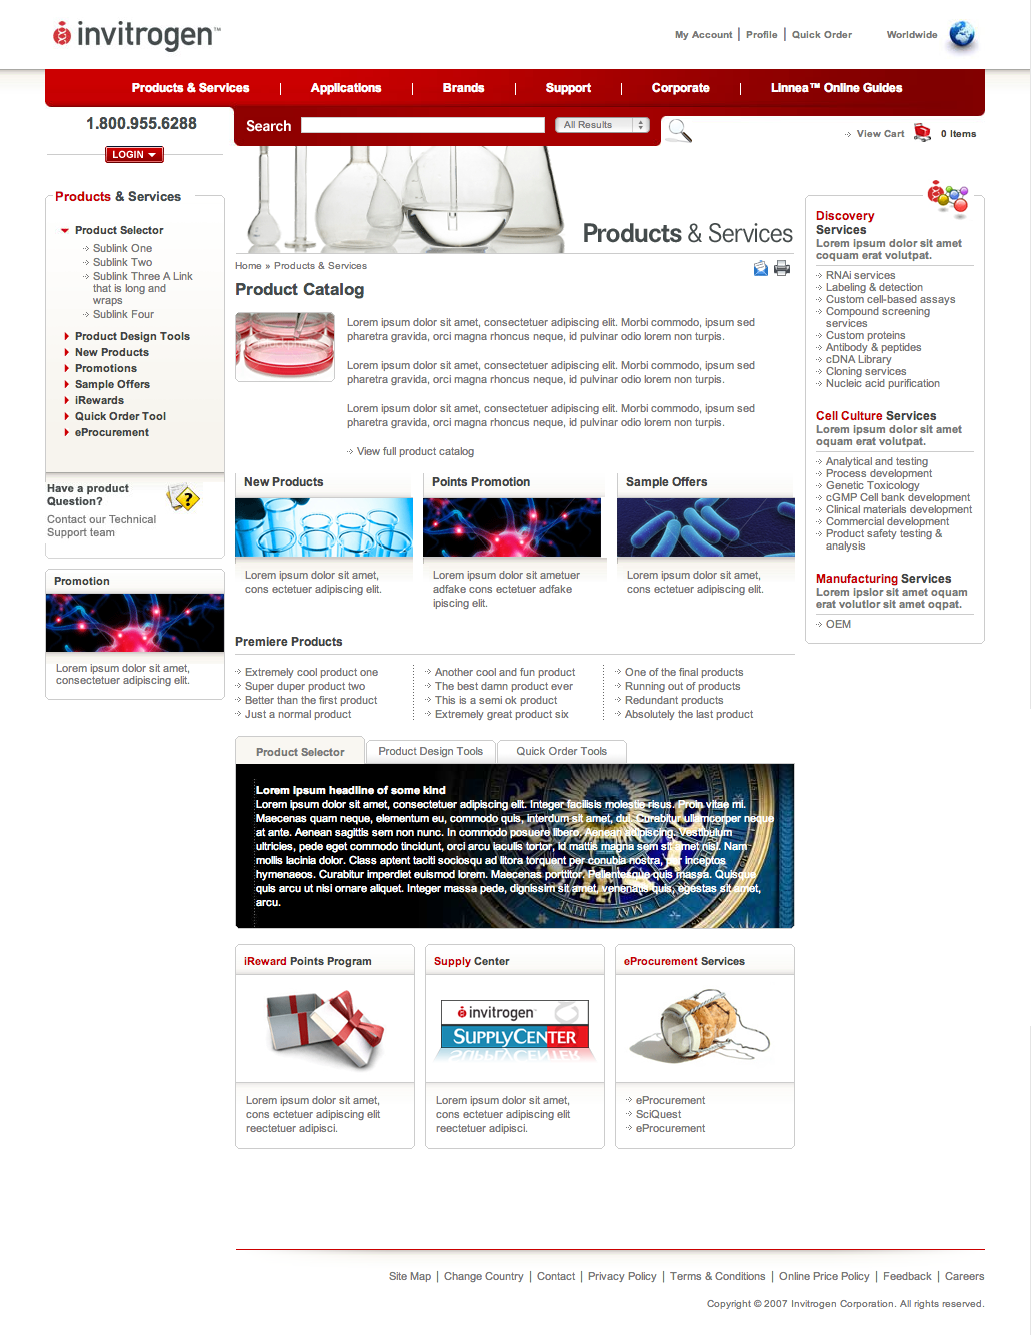 invitrogen™
My Account | Profile | Quick Order
Worldwide
Products & Services | Applications | Brands | Support | Corporate | Linnea™ Online Guides
1.800.955.6288
Search
All Results
View Cart
0 Items
LOGIN
Products & Services
Product Selector
Sublink One
Sublink Two
Sublink Three A Link
that is long and
wraps
Sublink Four
Product Design Tools
New Products
Promotions
Sample Offers
iRewards
Quick Order Tool
eProcurement
Have a product
Question?
Contact our Technical
Support team
Promotion
Lorem ipsum dolor sit amet,
consectetuer adipiscing elit.
Products & Services
Home » Products & Services
Product Catalog
Lorem ipsum dolor sit amet, consectetuer adipiscing elit. Morbi commodo, ipsum sed
pharetra gravida, orci magna rhoncus neque, id pulvinar odio lorem non turpis.
Lorem ipsum dolor sit amet, consectetuer adipiscing elit. Morbi commodo, ipsum sed
pharetra gravida, orci magna rhoncus neque, id pulvinar odio lorem non turpis.
Lorem ipsum dolor sit amet, consectetuer adipiscing elit. Morbi commodo, ipsum sed
pharetra gravida, orci magna rhoncus neque, id pulvinar odio lorem non turpis.
View full product catalog
New Products
Lorem ipsum dolor sit amet,
cons ectetuer adipiscing elit.
Points Promotion
Lorem ipsum dolor sit ametuer
adfake cons ectetuer adfake
ipiscing elit.
Sample Offers
Lorem ipsum dolor sit amet,
cons ectetuer adipiscing elit.
Premiere Products
Extremely cool product one
Super duper product two
Better than the first product
Just a normal product
Another cool and fun product
The best damn product ever
This is a semi ok product
Extremely great product six
One of the final products
Running out of products
Redundant products
Absolutely the last product
Product Selector
Product Design Tools
Quick Order Tools
Lorem ipsum headline of some kind
Lorem ipsum dolor sit amet, consectetuer adipiscing elit. Integer facilisis molestie risus. Proin vitae mi.
Maecenas quam neque, elementum eu, commodo quis, interdum sit amet, dui. Curabitur ullamcorper neque
at ante. Aenean sagittis sem non nunc. In commodo posuere libero. Aenean adipiscing. Vestibulum
ultricies, pede eget commodo tincidunt, orci arcu iaculis tortor, id mattis magna sem sit amet nisl. Nam
mollis lacinia dolor. Class aptent taciti sociosqu ad litora torquent per conubia nostra, per inceptos
hymenaeos. Curabitur imperdiet euismod lorem. Maecenas porttitor. Pellentesque quis massa. Quisque
quis arcu ut nisi ornare aliquet. Integer massa pede, dignissim sit amet, venenatis quis, egestas sit amet,
arcu.
MAY
JUNE
iReward Points Program
Lorem ipsum dolor sit amet,
cons ectetuer adipiscing elit
reectetuer adipisci.
Supply Center
invitrogen
SUPPLYCENTER
Lorem ipsum dolor sit amet,
cons ectetuer adipiscing elit
reectetuer adipisci.
eProcurement Services
eProcurement
SciQuest
eProcurement
Discovery
Services
Lorem ipsum dolor sit amet
coquam erat volutpat.
RNAi services
Labeling & detection
Custom cell-based assays
Compound screening
services
Custom proteins
Antibody & peptides
cDNA Library
Cloning services
Nucleic acid purification
Cell Culture Services
Lorem ipsum dolor sit amet
oquam erat volutpat.
Analytical and testing
Process development
Genetic Toxicology
cGMP Cell bank development
Clinical materials development
Commercial development
Product safety testing &
analysis
Manufacturing Services
Lorem ipslor sit amet oquam
erat volutlor sit amet oqpat.
OEM
Site Map | Change Country | Contact | Privacy Policy | Terms & Conditions | Online Price Policy | Feedback | Careers
Copyright © 2007 Invitrogen Corporation. All rights reserved.